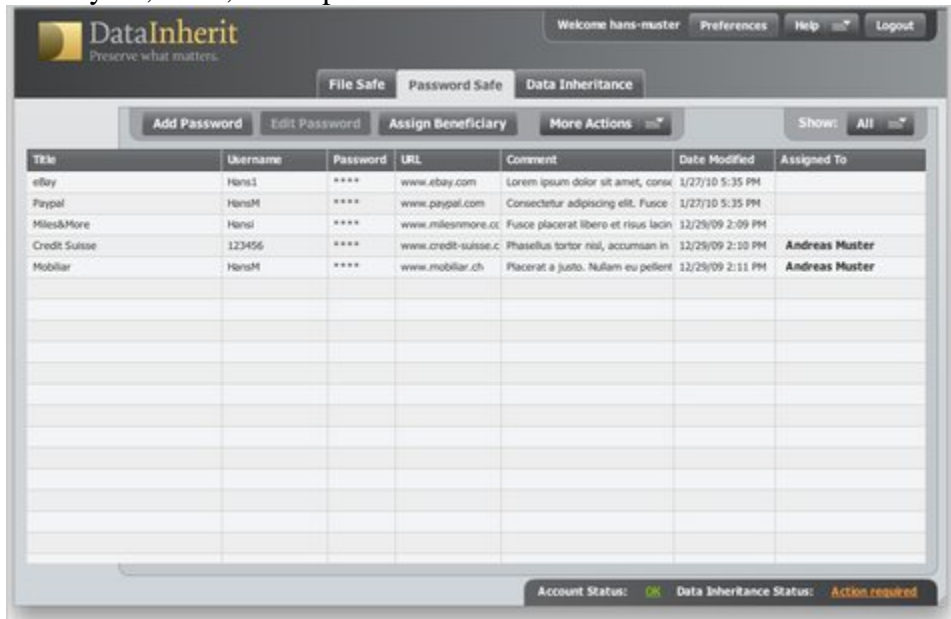 DataInherit
Preserve what matters.
Welcome hans-muster Preferences Help Logout
File Safe Password Safe Data Inheritance
Add Password Edit Password Assign Beneficiary More Actions Show: All
Title Username Password URL Comment Date Modified Assigned To
eBay Hans1 **** www.ebay.com Lorem ipsum dolor sit amet, conse 1/27/10 5:35 PM
Paypal HansM **** www.paypal.com Consectetur adipiscing elit. Fusce 1/27/10 5:35 PM
Miles&More Hansi **** www.milesnmore.cc Fusce placerat libero et risus lacin 12/29/09 2:09 PM
Credit Suisse 123456 **** www.credit-suisse.c Phasellus tortor nisl, accumsan in 12/29/09 2:10 PM Andreas Muster
Mobiliar HansM **** www.mobiliar.ch Placerat a justo. Nullam eu pellent 12/29/09 2:11 PM Andreas Muster
Account Status: OK Data Inheritance Status: Action required